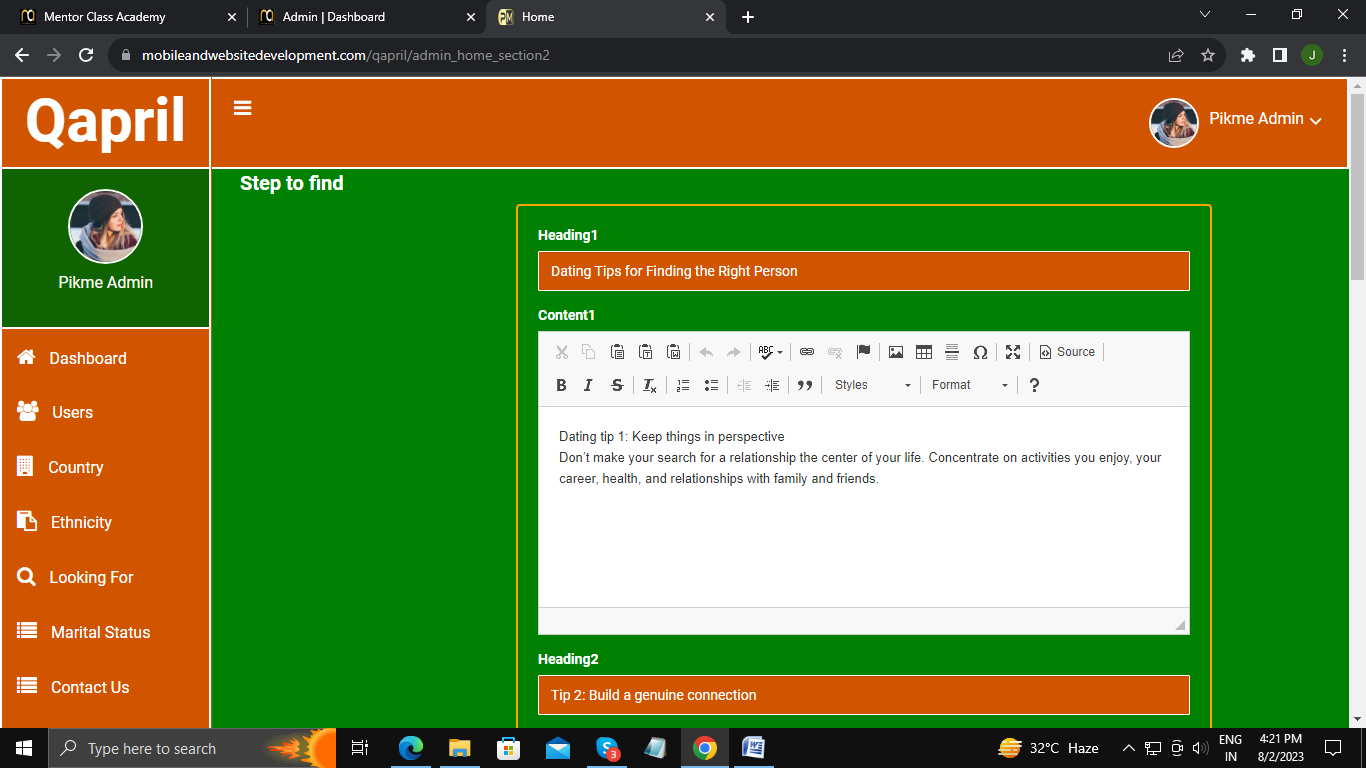 Mentor Class Academy
Admin | Dashboard
Home
mobileandwebsitedevelopment.com/qapril/admin_home_section2
J
Qapril
Pikme Admin
Pikme Admin
Dashboard
Users
Country
Ethnicity
Looking For
Marital Status
Contact Us
Step to find
Heading1
Dating Tips for Finding the Right Person
Content1
ABC
Source
B I S Tx
Styles
Format
?
Dating tip 1: Keep things in perspective
Don't make your search for a relationship the center of your life. Concentrate on activities you enjoy, your
career, health, and relationships with family and friends.
Heading2
Tip 2: Build a genuine connection
Type here to search
3
32°C Haze
ENG
IN
4:21 PM
8/2/2023